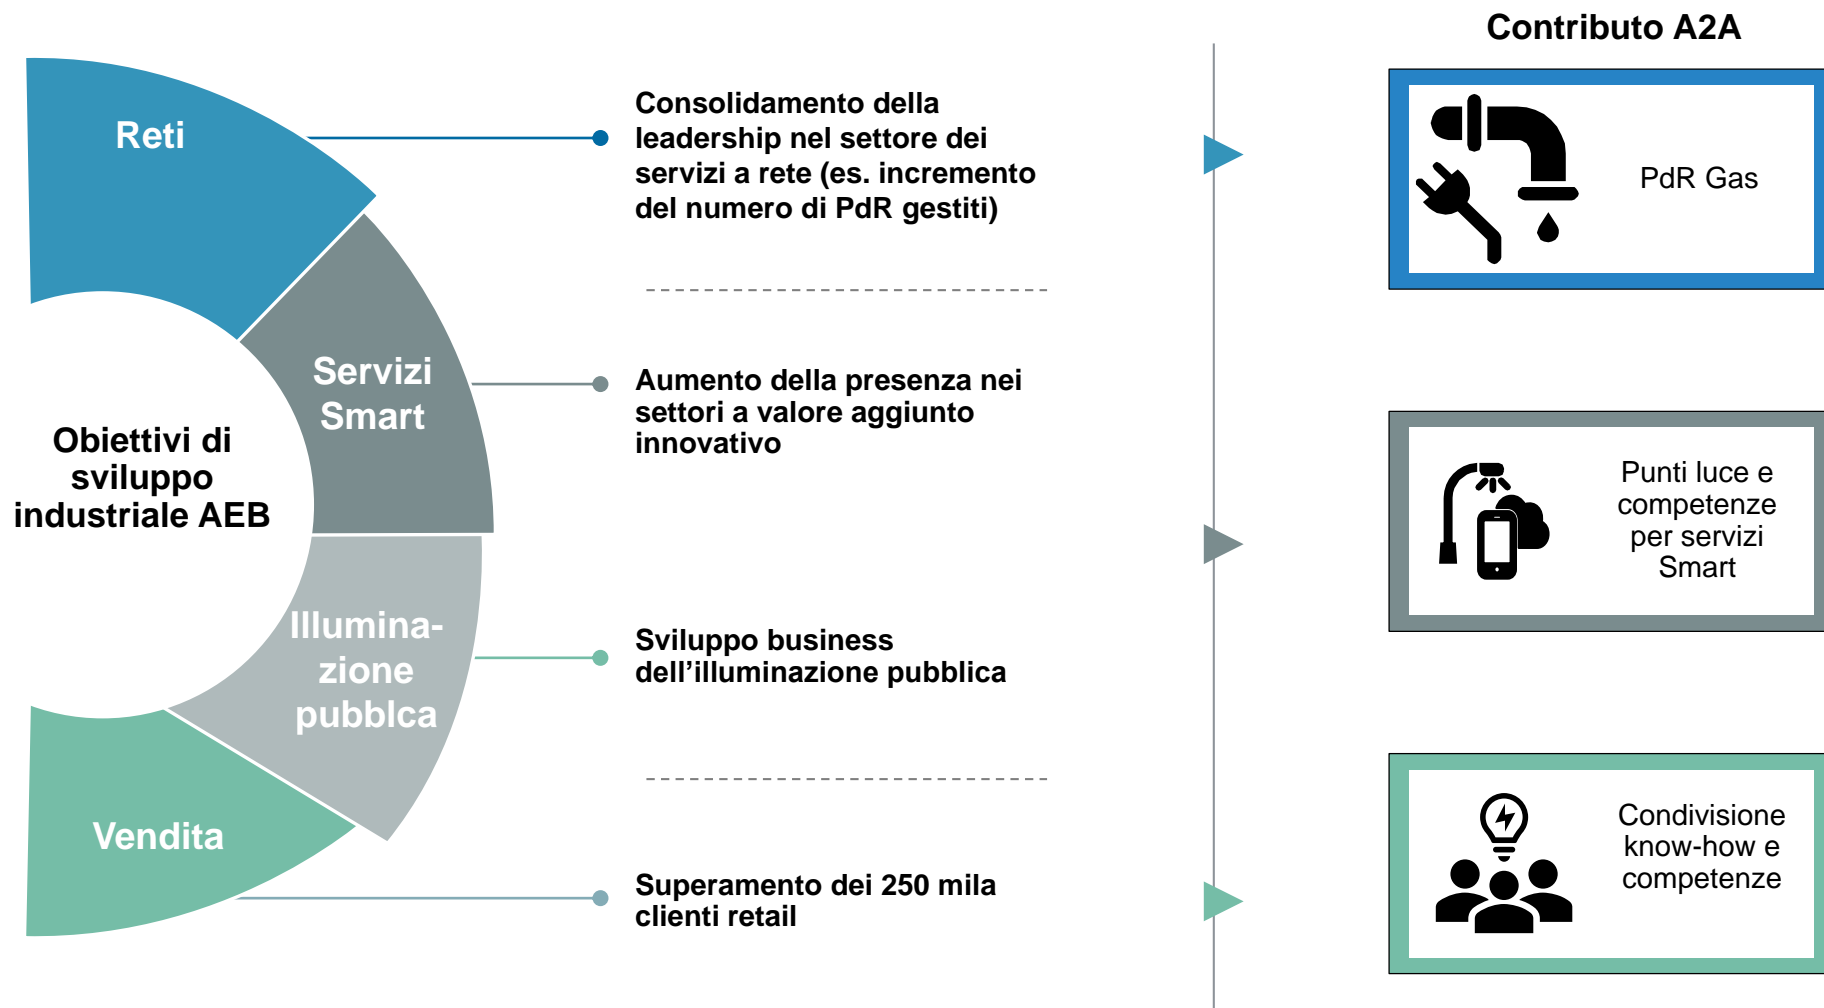 Contributo A2A
Reti
Consolidamento della
leadership nel settore dei
servizi a rete (es. incremento
del numero di PdR gestiti)
PdR Gas
Servizi
Smart
Aumento della presenza nei
settori a valore aggiunto
innovativo
Obiettivi di
sviluppo
industriale AEB
Punti luce e
competenze
per servizi
Smart
Illumina-
zione
pubblca
Sviluppo business
dell’illuminazione pubblica
Vendita
Superamento dei 250 mila
clienti retail
Condivisione
know-how e
competenze